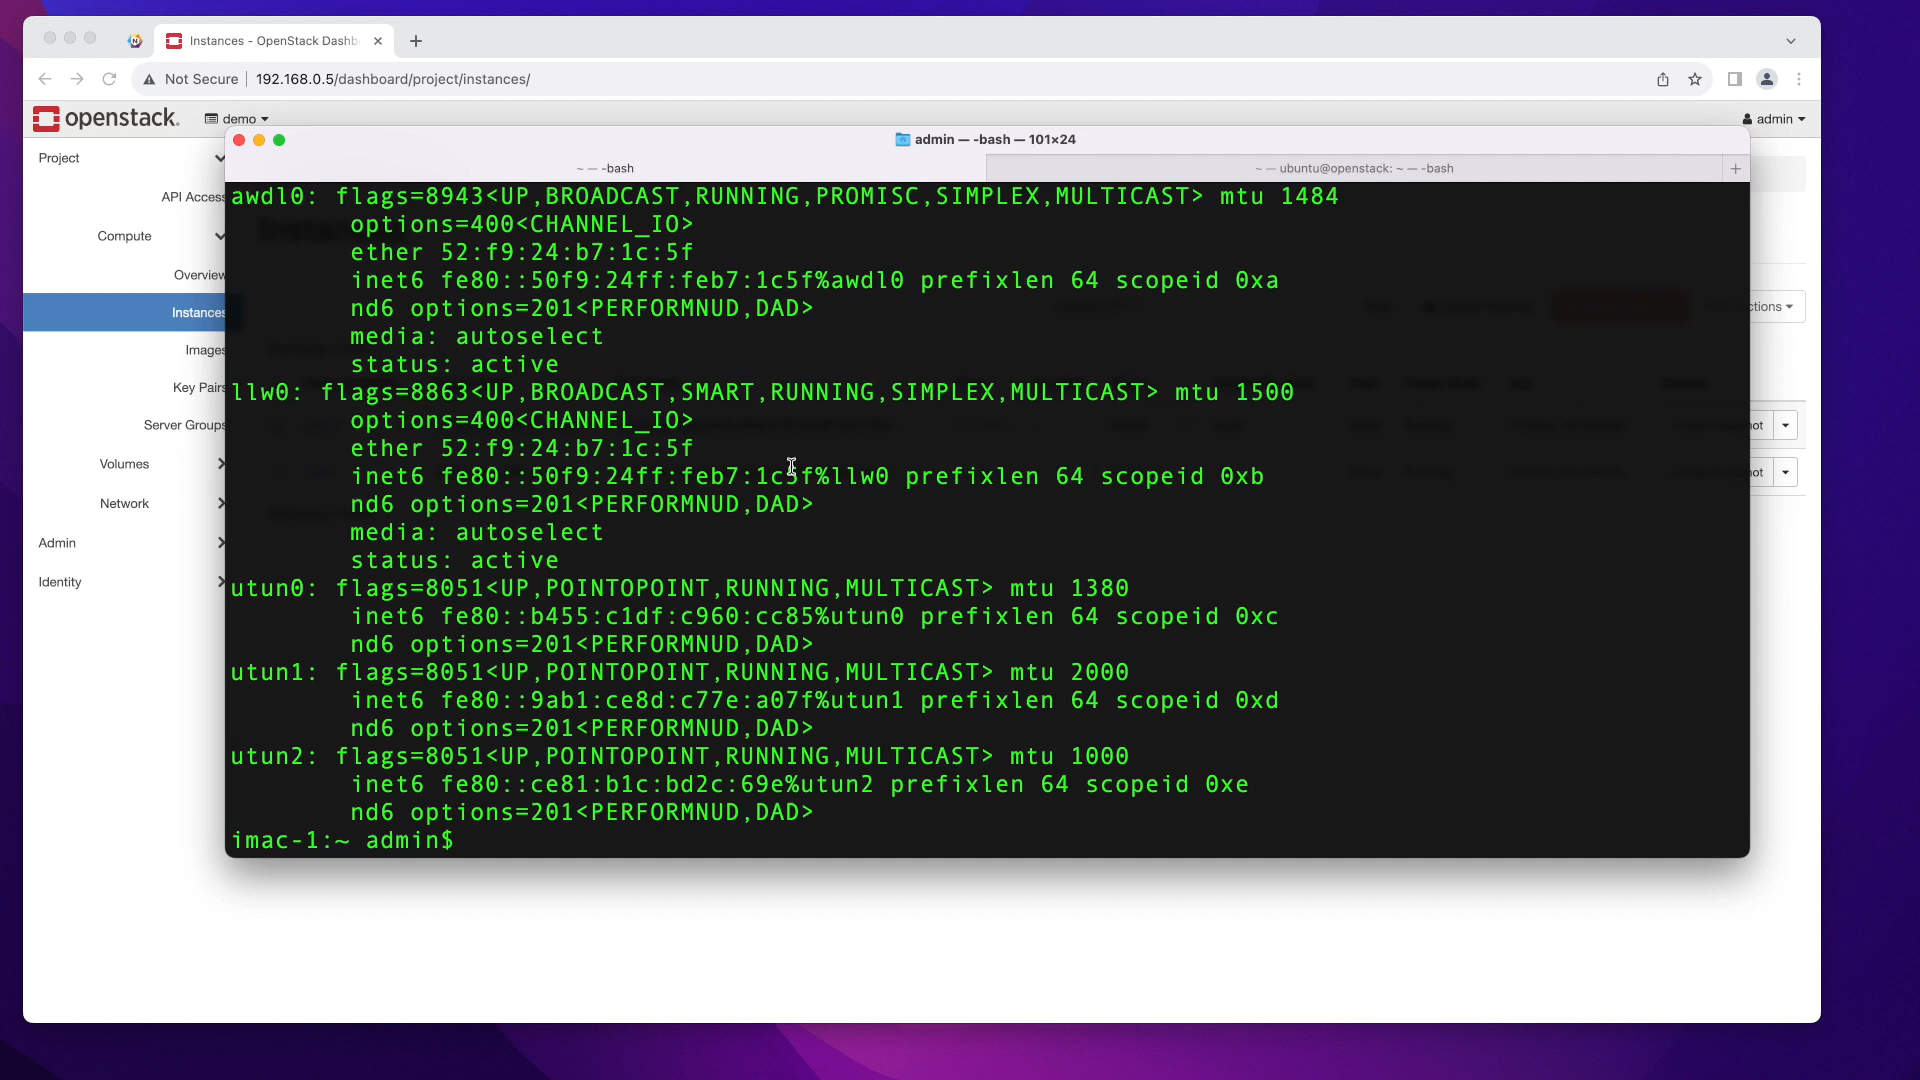 Instances - OpenStack Dashb
Not Secure
192.168.0.5/dashboard/project/instances/
openstack.
demo
admin
Project
API Access
Compute
Overview
Instances
Images
Key Pairs
Server Groups
Volumes
Network
Admin
Identity
ctions
ot
ot
admin — -bash — 101×24
~ — -bash
~ — ubuntu@openstack: ~ — -bash
awdl0: flags=8943<UP,BROADCAST,RUNNING,PROMISC,SIMPLEX,MULTICAST> mtu 1484
options=400<CHANNEL_IO>
ether 52:f9:24:b7:1c:5f
inet6 fe80::50f9:24ff:feb7:1c5f%awdl0 prefixlen 64 scopeid 0xa
nd6 options=201<PERFORMNUD,DAD>
media: autoselect
status: active
llw0: flags=8863<UP,BROADCAST,SMART,RUNNING,SIMPLEX,MULTICAST> mtu 1500
options=400<CHANNEL_IO>
ether 52:f9:24:b7:1c:5f
inet6 fe80::50f9:24ff:feb7:1c5f%llw0 prefixlen 64 scopeid 0xb
nd6 options=201<PERFORMNUD,DAD>
media: autoselect
status: active
utun0: flags=8051<UP,POINTOPOINT,RUNNING,MULTICAST> mtu 1380
inet6 fe80::b455:c1df:c960:cc85%utun0 prefixlen 64 scopeid 0xc
nd6 options=201<PERFORMNUD,DAD>
utun1: flags=8051<UP,POINTOPOINT,RUNNING,MULTICAST> mtu 2000
inet6 fe80::9ab1:ce8d:c77e:a07f%utun1 prefixlen 64 scopeid 0xd
nd6 options=201<PERFORMNUD,DAD>
utun2: flags=8051<UP,POINTOPOINT,RUNNING,MULTICAST> mtu 1000
inet6 fe80::ce81:b1c:bd2c:69e%utun2 prefixlen 64 scopeid 0xe
nd6 options=201<PERFORMNUD,DAD>
imac-1:~ admin$